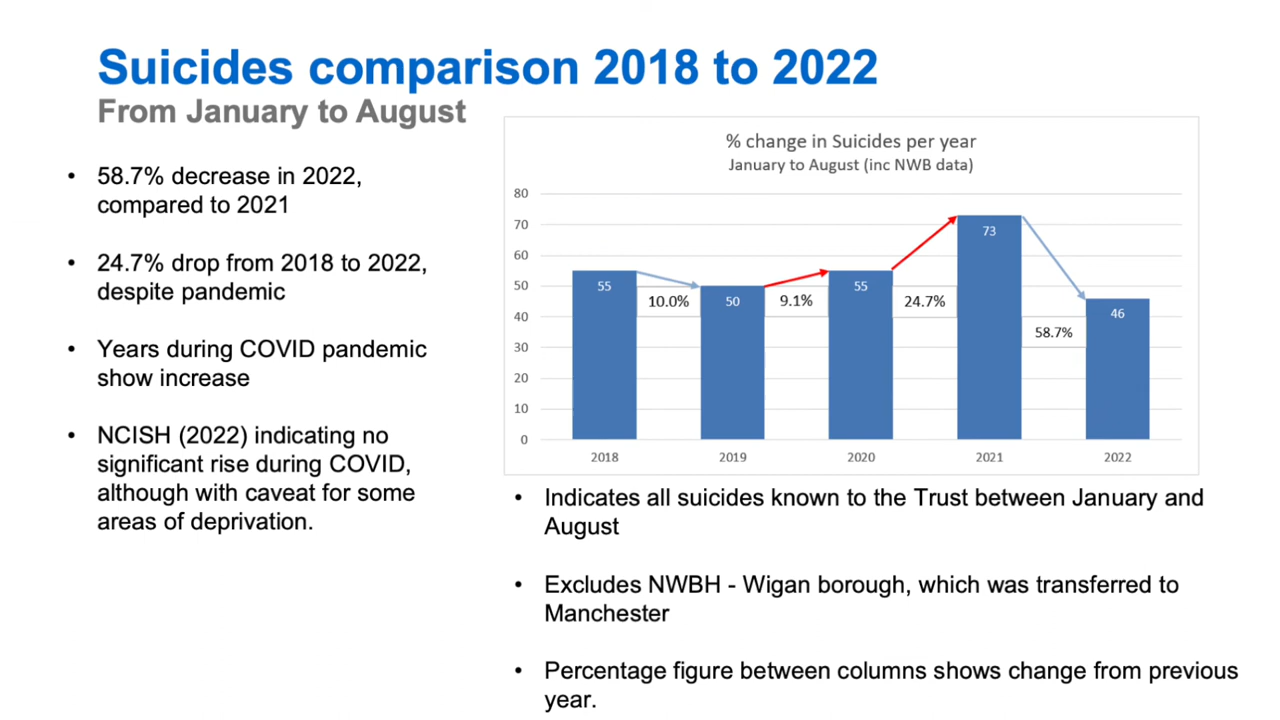 Suicides comparison 2018 to 2022
From January to August
• 58.7% decrease in 2022,
compared to 2021
• 24.7% drop from 2018 to 2022,
despite pandemic
• Years during COVID pandemic
show increase
• NCISH (2022) indicating no
significant rise during COVID,
although with caveat for some
areas of deprivation.
% change in Suicides per year
January to August (inc NWB data)
80
70
60
50
40
30
20
10
0
55
10.0%
50
9.1%
55
24.7%
73
58.7%
46
2018 2019 2020 2021 2022
• Indicates all suicides known to the Trust between January and
August
• Excludes NWBH - Wigan borough, which was transferred to
Manchester
• Percentage figure between columns shows change from previous
year.